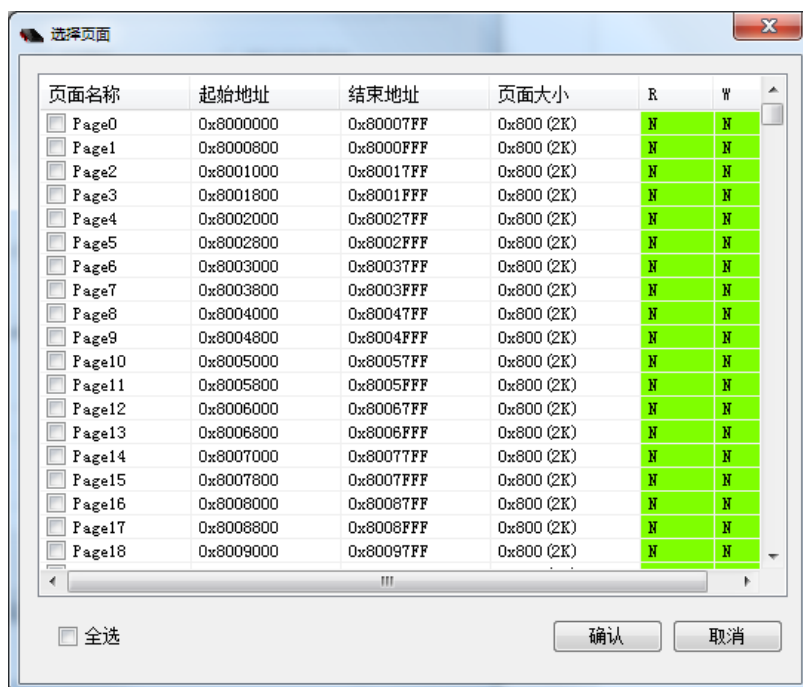 选择页面
页面名称 起始地址 结束地址 页面大小 R W
Page0 0x8000000 0x80007FF 0x800 (2K) N N
Page1 0x8000800 0x8000FFF 0x800 (2K) N N
Page2 0x8001000 0x80017FF 0x800 (2K) N N
Page3 0x8001800 0x8001FFF 0x800 (2K) N N
Page4 0x8002000 0x80027FF 0x800 (2K) N N
Page5 0x8002800 0x8002FFF 0x800 (2K) N N
Page6 0x8003000 0x80037FF 0x800 (2K) N N
Page7 0x8003800 0x8003FFF 0x800 (2K) N N
Page8 0x8004000 0x80047FF 0x800 (2K) N N
Page9 0x8004800 0x8004FFF 0x800 (2K) N N
Page10 0x8005000 0x80057FF 0x800 (2K) N N
Page11 0x8005800 0x8005FFF 0x800 (2K) N N
Page12 0x8006000 0x80067FF 0x800 (2K) N N
Page13 0x8006800 0x8006FFF 0x800 (2K) N N
Page14 0x8007000 0x80077FF 0x800 (2K) N N
Page15 0x8007800 0x8007FFF 0x800 (2K) N N
Page16 0x8008000 0x80087FF 0x800 (2K) N N
Page17 0x8008800 0x8008FFF 0x800 (2K) N N
Page18 0x8009000 0x80097FF 0x800 (2K) N N
全选 确认 取消